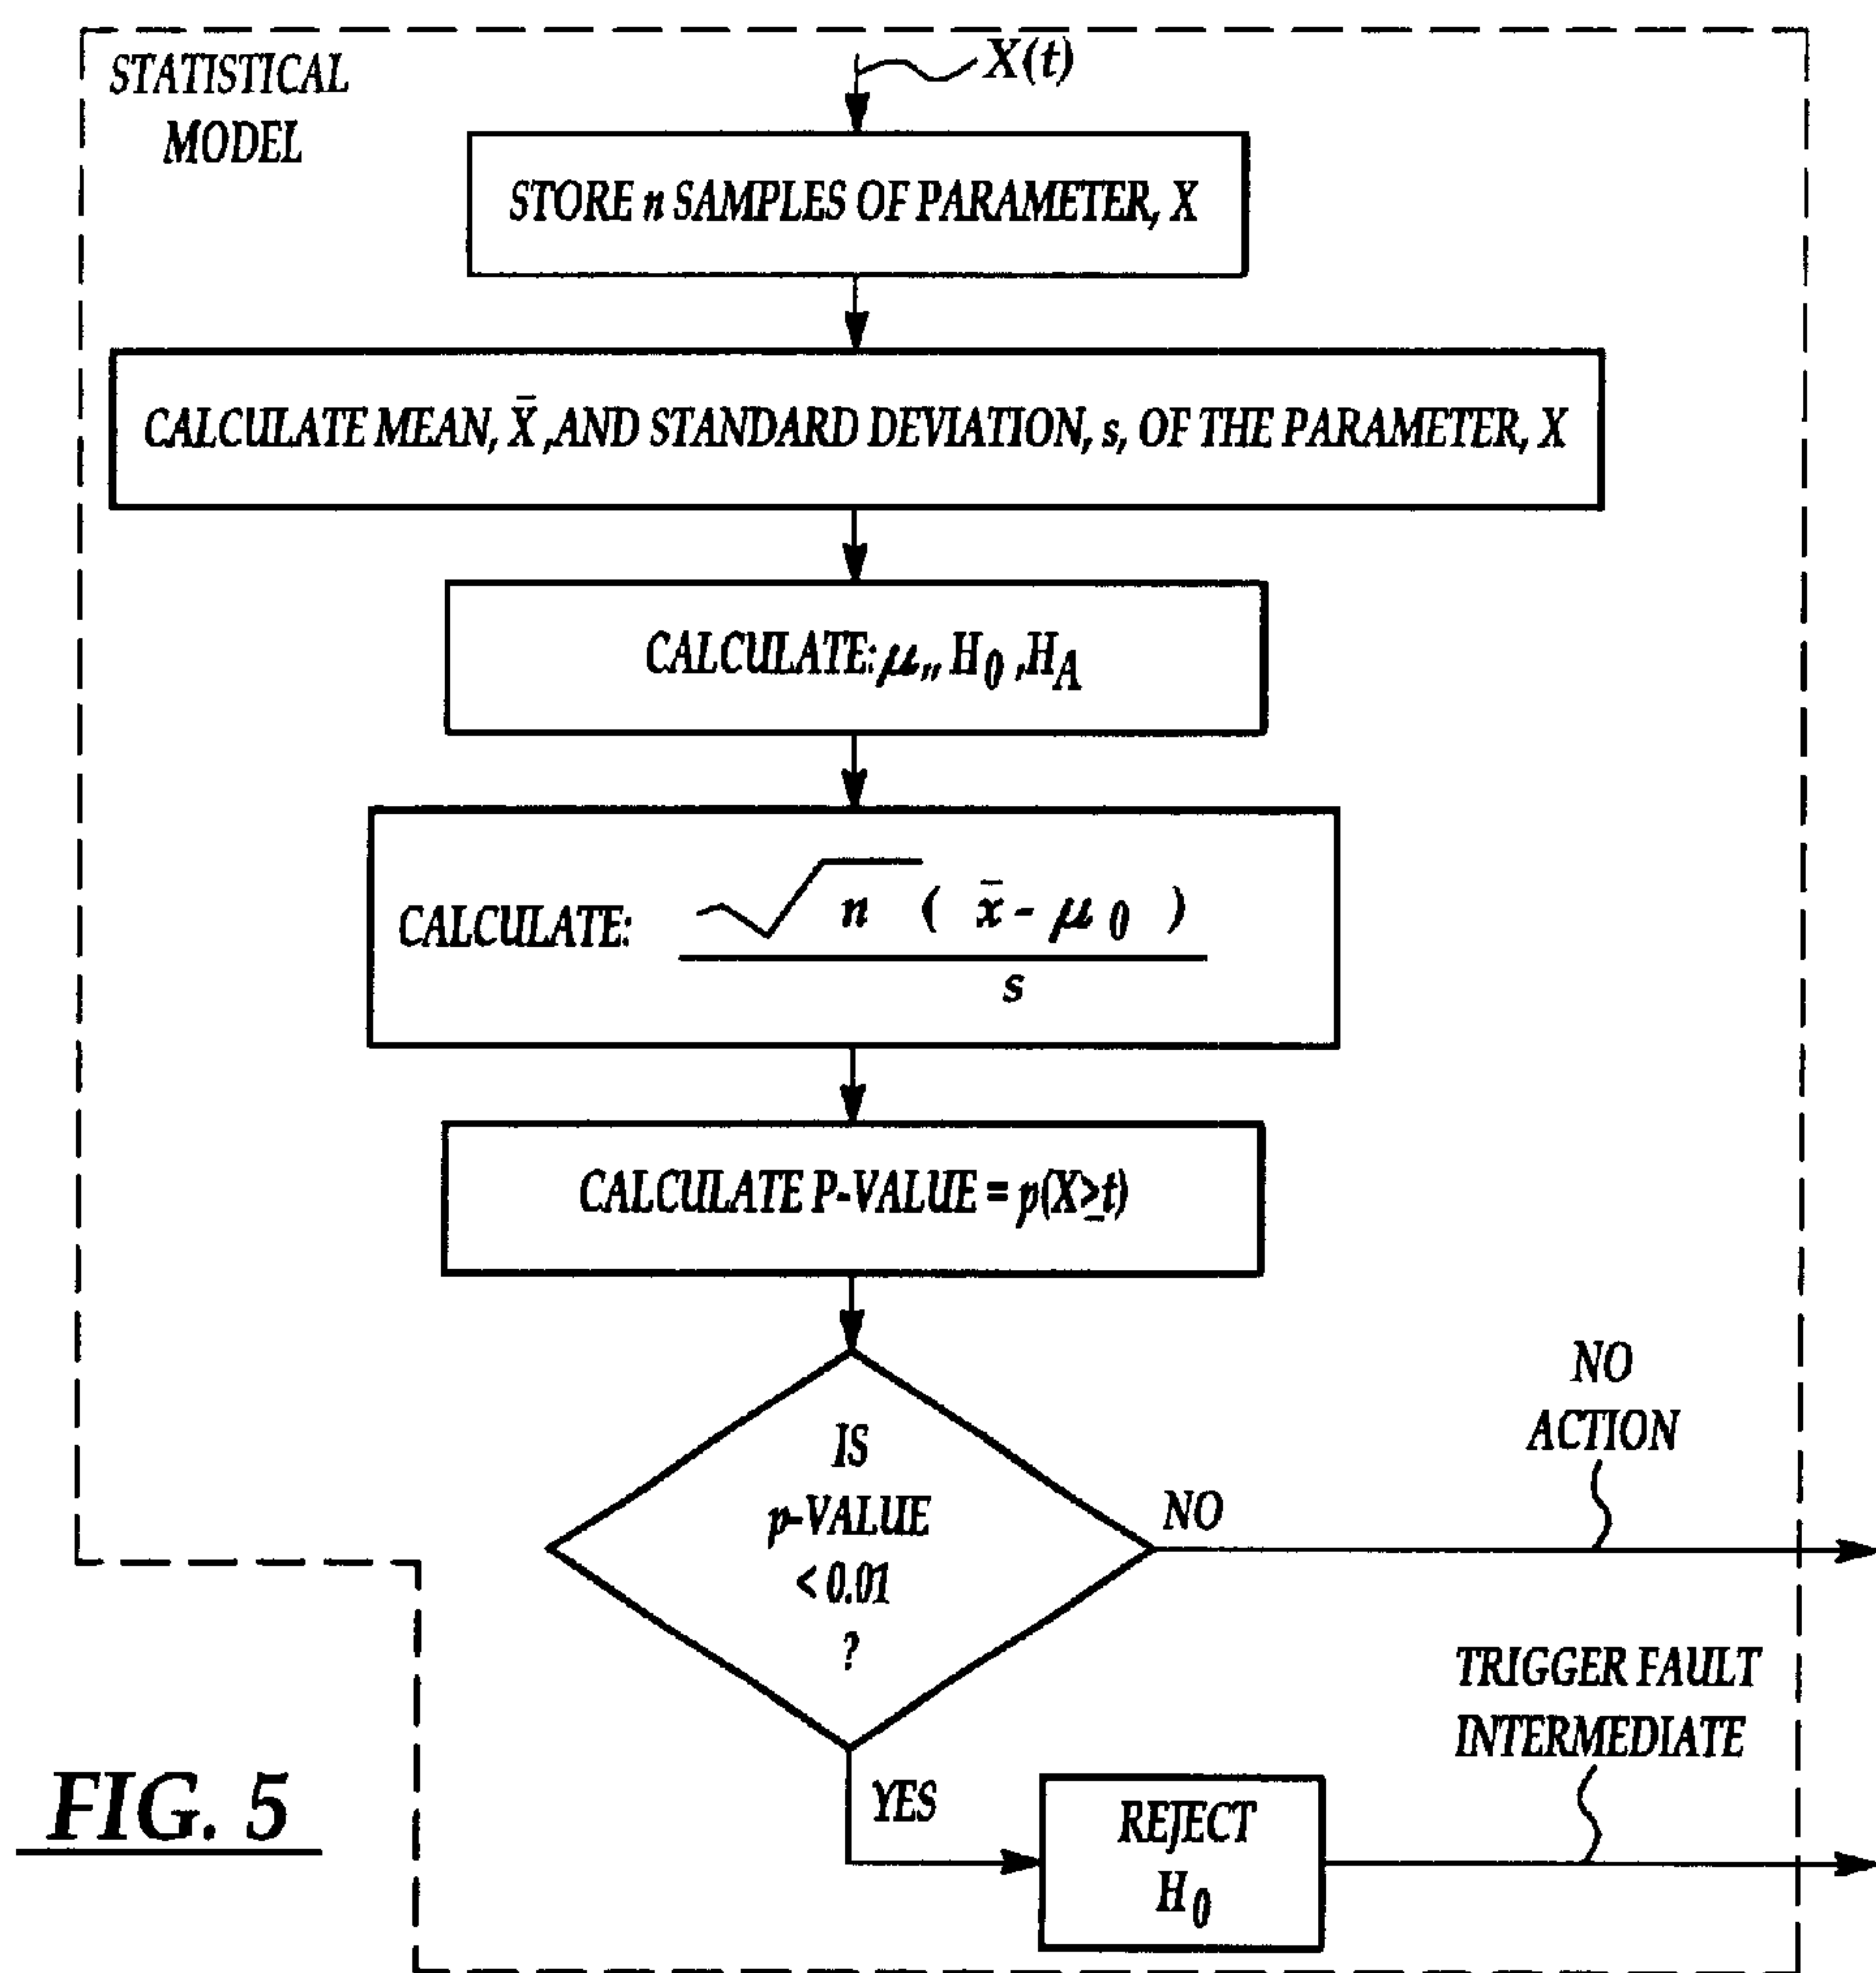 STATISTICAL
MODEL
X(t)
STORE n SAMPLES OF PARAMETER, X
CALCULATE MEAN, X̄ ,AND STANDARD DEVIATION, s, OF THE PARAMETER, X
CALCULATE: μ,, H₀ ,H_A
CALCULATE: √n ( x̄ - μ₀ )
s
CALCULATE P-VALUE = p(X≥t)
IS
p-VALUE
< 0.01
?
NO
NO
ACTION
TRIGGER FAULT
INTERMEDIATE
YES
REJECT
H₀
FIG. 5